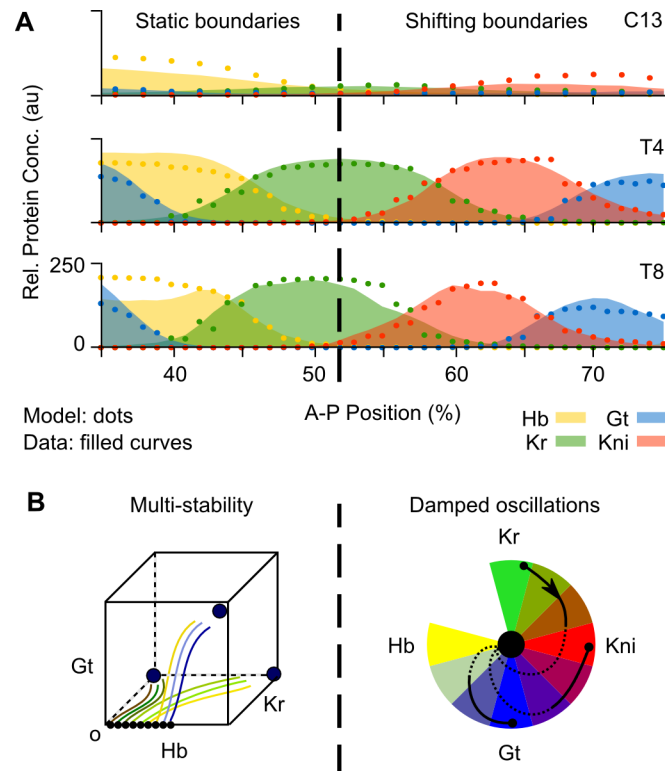 A
Static boundaries
Shifting boundaries
C13
T4
T8
Rel. Protein Conc. (au)
250
0
40
50
60
70
A-P Position (%)
Model: dots
Data: filled curves
Hb
Gt
Kr
Kni
B
Multi-stability
Damped oscillations
Gt
o
Hb
Kr
Kr
Hb
Kni
Gt